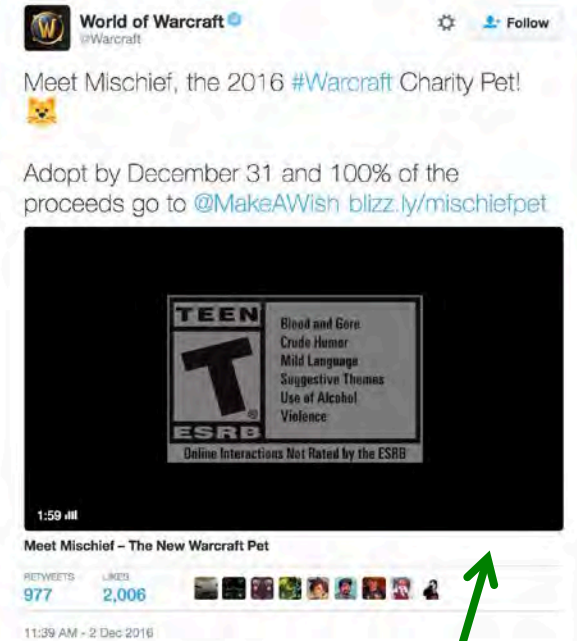 World of Warcraft
@Warcraft
Follow
Meet Mischief, the 2016 #Warcraft Charity Pet!
Adopt by December 31 and 100% of the
proceeds go to @MakeAWish blizz.ly/mischiefpet
TEEN
T
ESRB
Blood and Gore
Crude Humor
Mild Language
Suggestive Themes
Use of Alcohol
Violence
Online Interactions Not Rated by the ESRB
1:59
Meet Mischief – The New Warcraft Pet
RETWEETS LIKES
977 2,006
11:39 AM - 2 Dec 2016